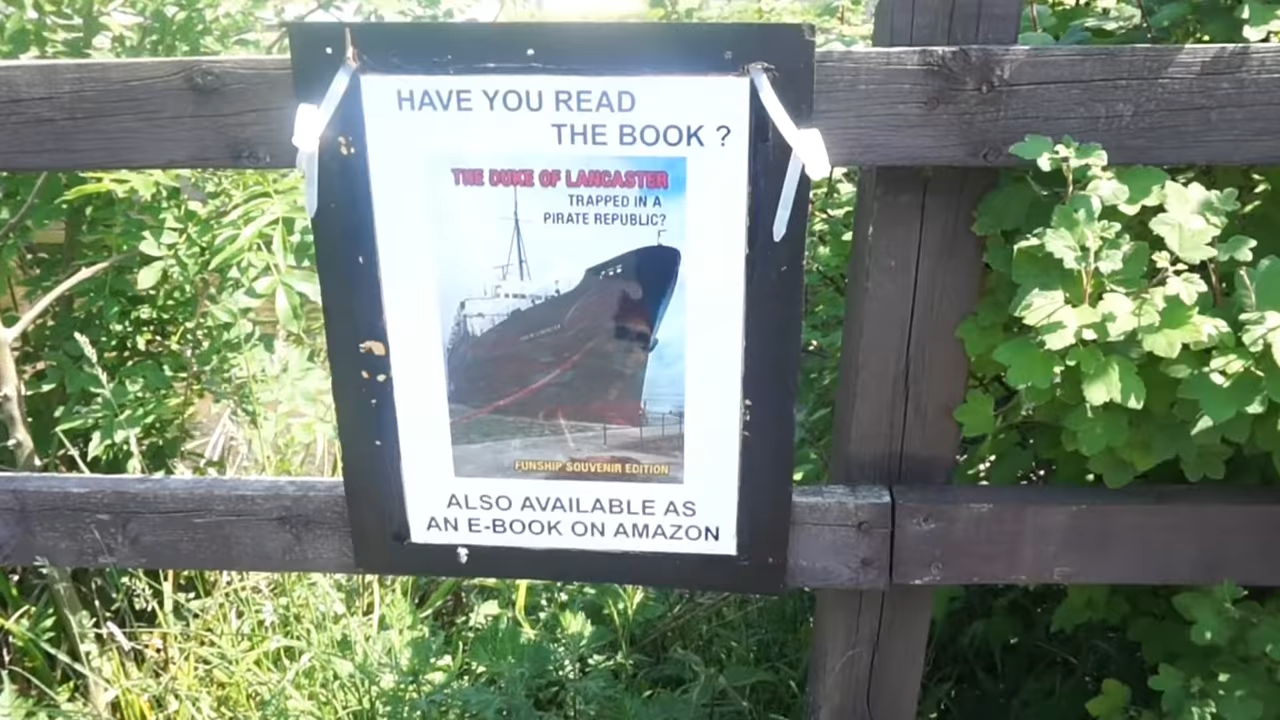 HAVE YOU READ
THE BOOK ?
THE DUKE OF LANCASTER
TRAPPED IN A
PIRATE REPUBLIC?
FUNSHIP SOUVENIR EDITION
ALSO AVAILABLE AS
AN E-BOOK ON AMAZON